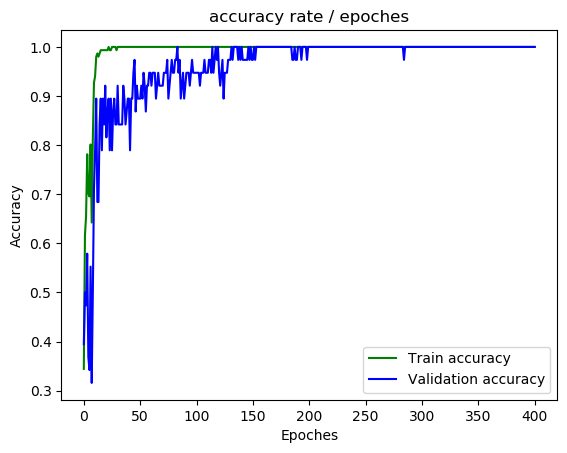 accuracy rate / epoches
1.0
0.9
0.8
0.7
0.6
0.5
0.4
0.3
Accuracy
Train accuracy
Validation accuracy
0 50 100 150 200 250 300 350 400
Epoches